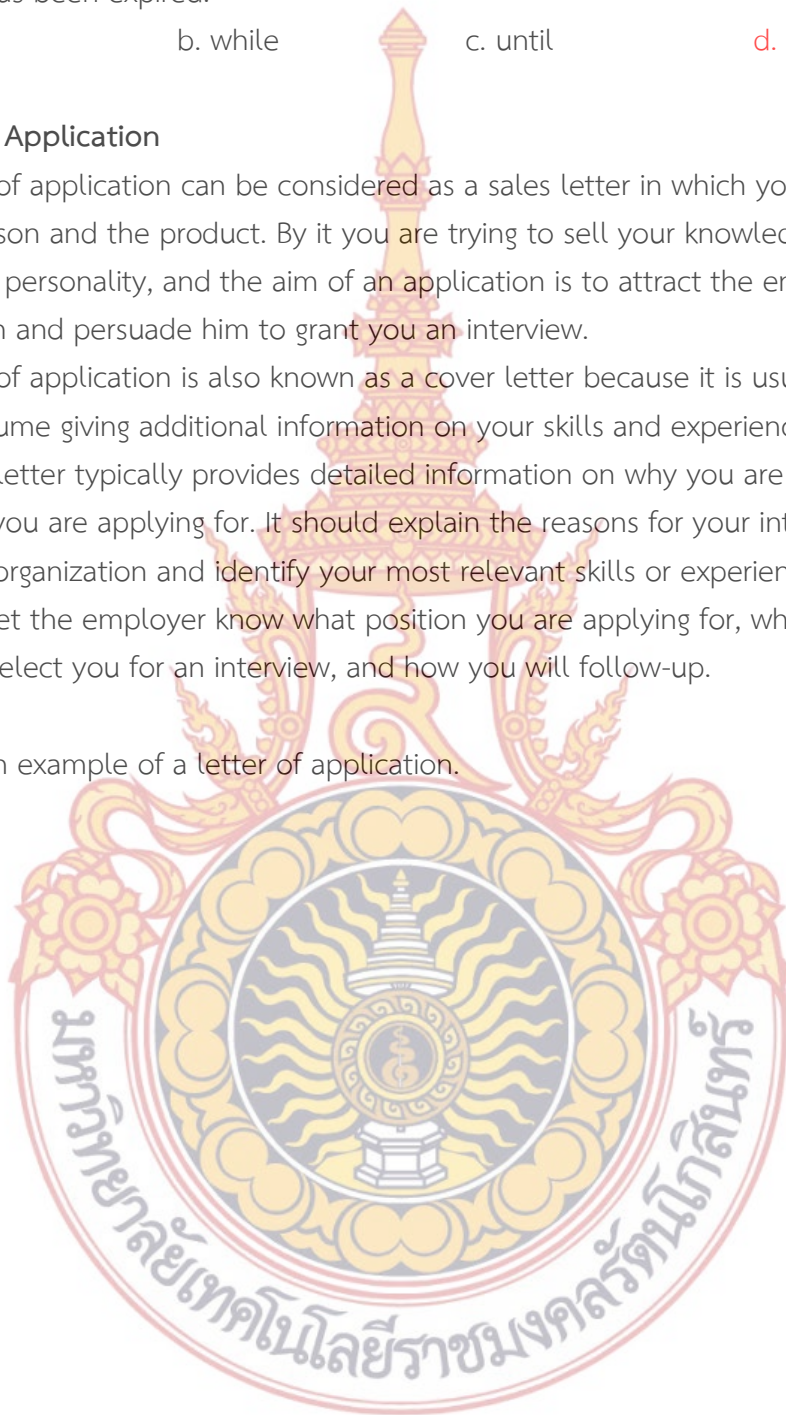 as been expired.
b. while c. until d.
Application
of application can be considered as a sales letter in which yo
son and the product. By it you are trying to sell your knowled
personality, and the aim of an application is to attract the e
n and persuade him to grant you an interview.
of application is also known as a cover letter because it is usu
ume giving additional information on your skills and experienc
letter typically provides detailed information on why you are
you are applying for. It should explain the reasons for your int
organization and identify your most relevant skills or experien
et the employer know what position you are applying for, wh
elect you for an interview, and how you will follow-up.
n example of a letter of application.
มหาวิทยาลัยเทคโนโลยีราชมงคลรัตนโกสินทร์